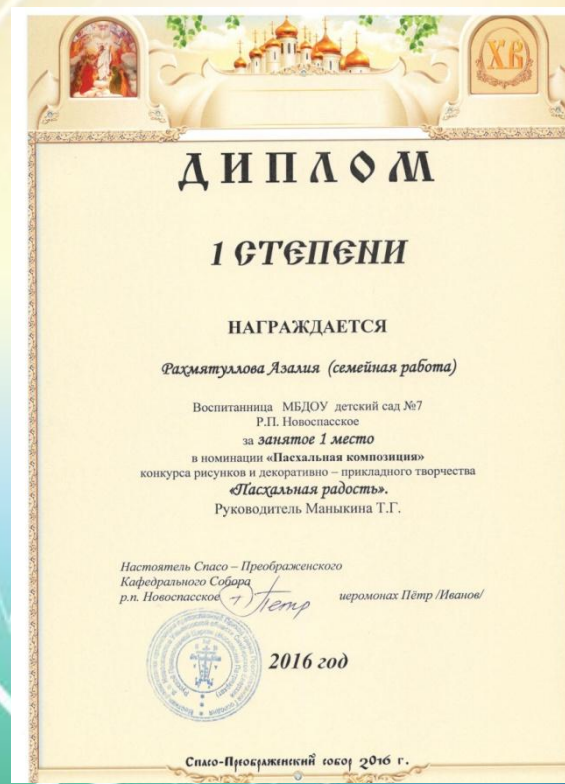 ХВ
ДИПЛОМ
1 СТЕПЕНИ
НАГРАЖДАЕТСЯ
Рахмятуллова Азалия (семейная работа)
Воспитанница МБДОУ детский сад №7
Р.П. Новоспасское
за занятое 1 место
в номинации «Пасхальная композиция»
конкурса рисунков и декоративно – прикладного творчества
«Пасхальная радость».
Руководитель Маныкина Т.Г.
Настоятель Спасо – Преображенского
Кафедрального Собора
р.п. Новоспасское Петр иеромонах Пётр /Иванов/
2016 год
Спасо-Преображенский собор 2016 г.